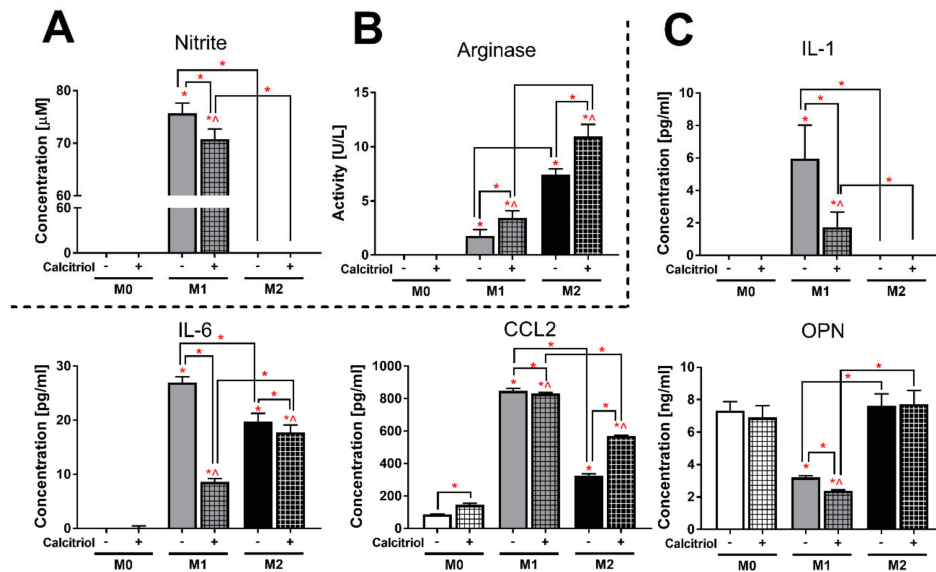 A
Nitrite
Concentration [µM]
80
70
60
60
0
* * * * *^
Calcitriol - + - + - +
M0 M1 M2
B
Arginase
Activity [U/L]
15
10
5
0
* *^ * * * * * *^
Calcitriol - + - + - +
M0 M1 M2
C
IL-1
Concentration [pg/ml]
8
6
4
2
0
* * * * *^
Calcitriol - + - + - +
M0 M1 M2
IL-6
Concentration [pg/ml]
30
20
10
0
* * * *^ * * * *^
Calcitriol - + - + - +
M0 M1 M2
CCL2
Concentration [pg/ml]
1000
800
600
400
200
0
* * * * *^ * * * *^
Calcitriol - + - + - +
M0 M1 M2
OPN
Concentration [ng/ml]
10
8
6
4
2
0
* * * * *^
Calcitriol - + - + - +
M0 M1 M2